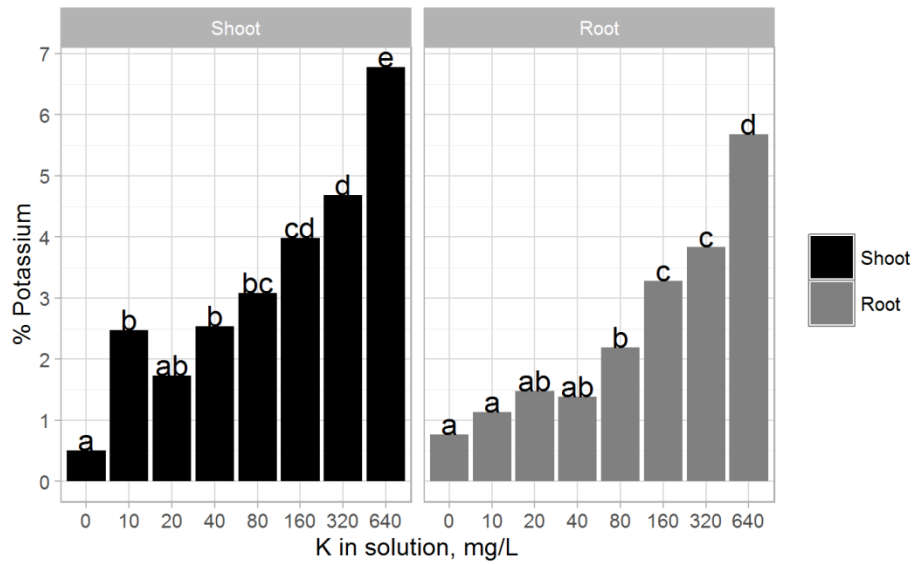 Shoot
Root
7
6
5
4
3
2
1
0
% Potassium
a
b
ab
b
bc
cd
d
e
a
a
ab
ab
b
c
c
d
0 10 20 40 80 160 320 640
0 10 20 40 80 160 320 640
K in solution, mg/L
Shoot
Root